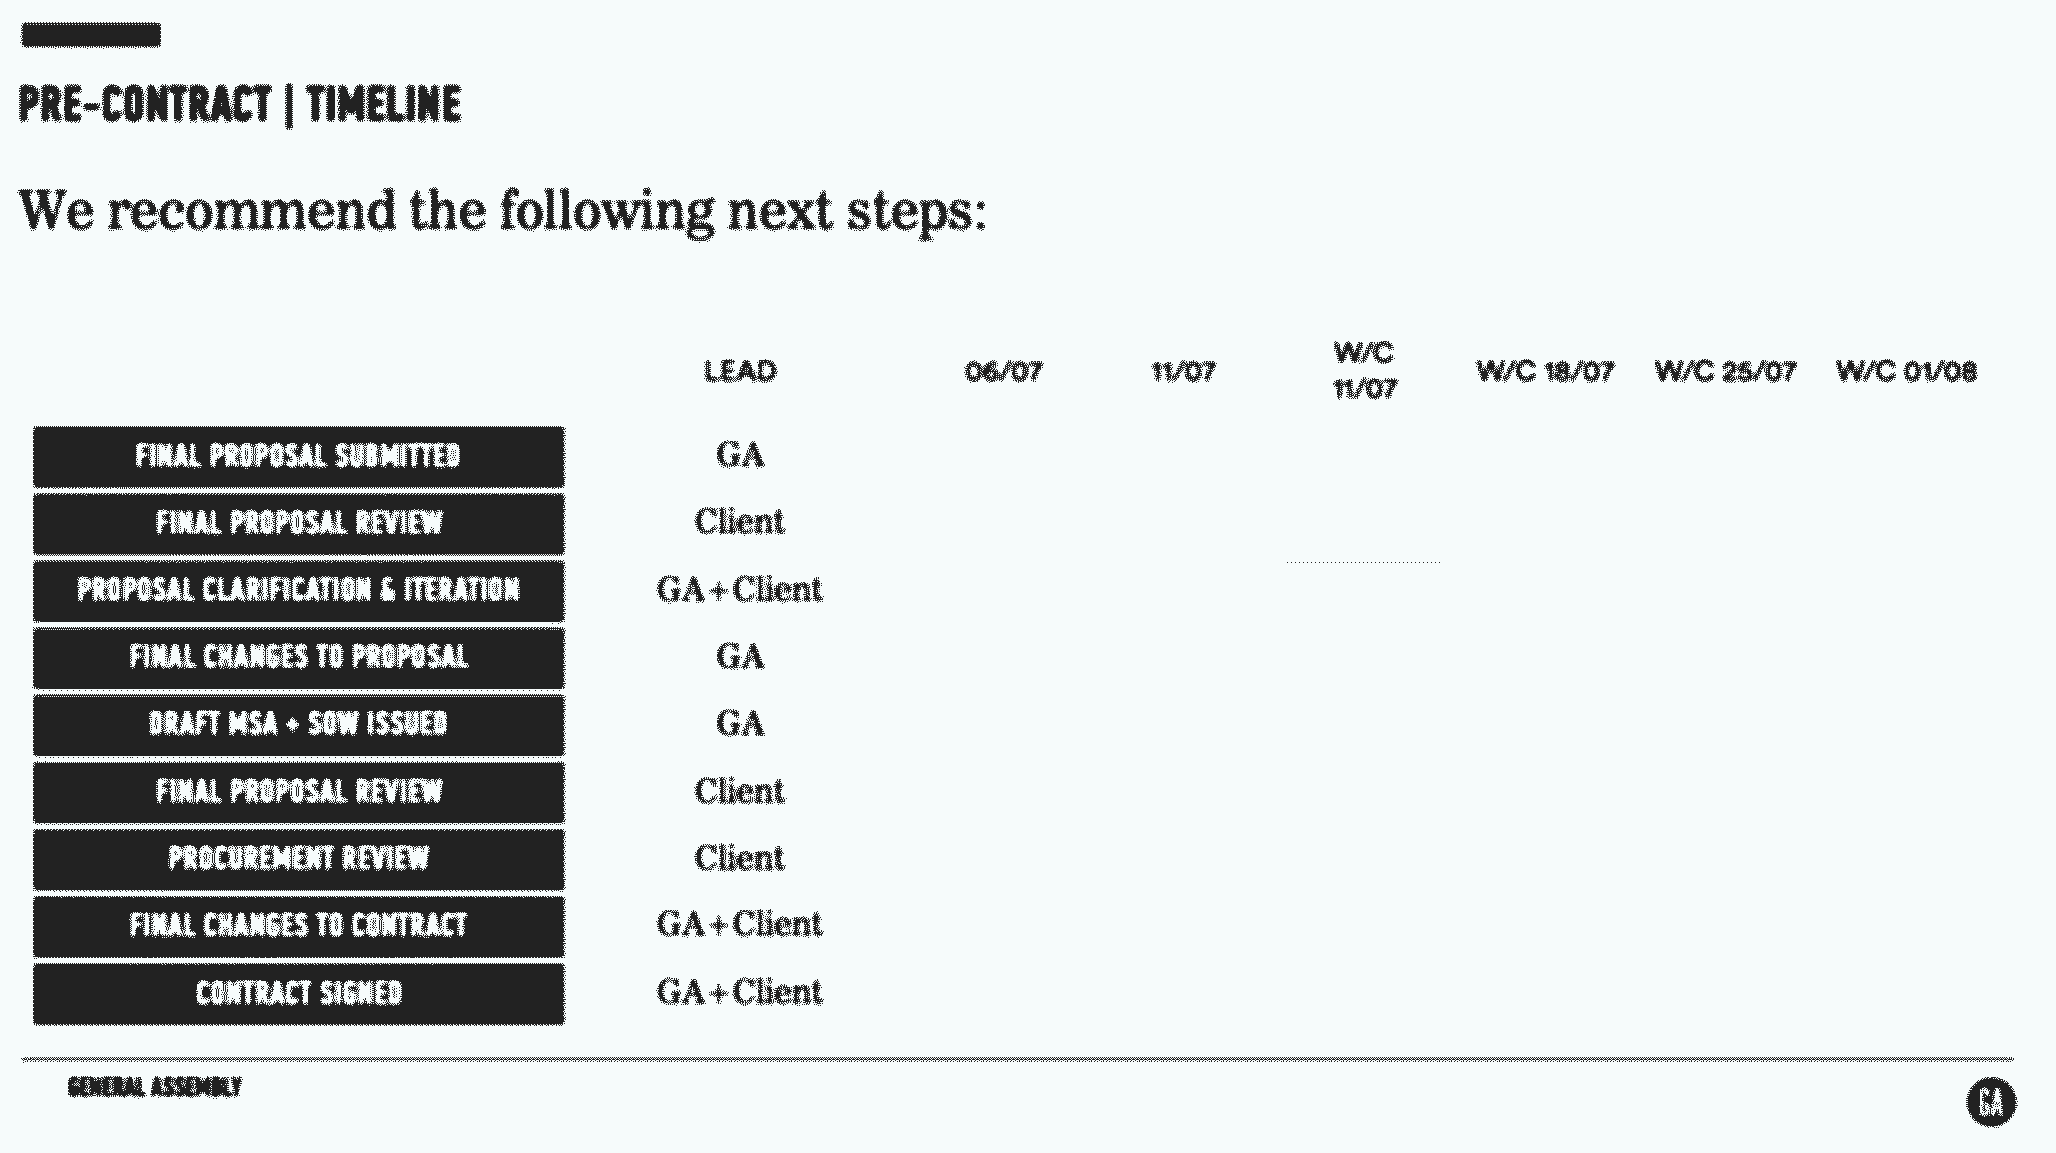 PRE-CONTRACT | TIMELINE
We recommend the following next steps:
LEAD 06/07 11/07 W/C 11/07 W/C 18/07 W/C 25/07 W/C 01/08
FINAL PROPOSAL SUBMITTED GA
FINAL PROPOSAL REVIEW Client
PROPOSAL CLARIFICATION & ITERATION GA+Client
FINAL CHANGES TO PROPOSAL GA
DRAFT MSA + SOW ISSUED GA
FINAL PROPOSAL REVIEW Client
PROCUREMENT REVIEW Client
FINAL CHANGES TO CONTRACT GA+Client
CONTRACT SIGNED GA+Client
GENERAL ASSEMBLY GA